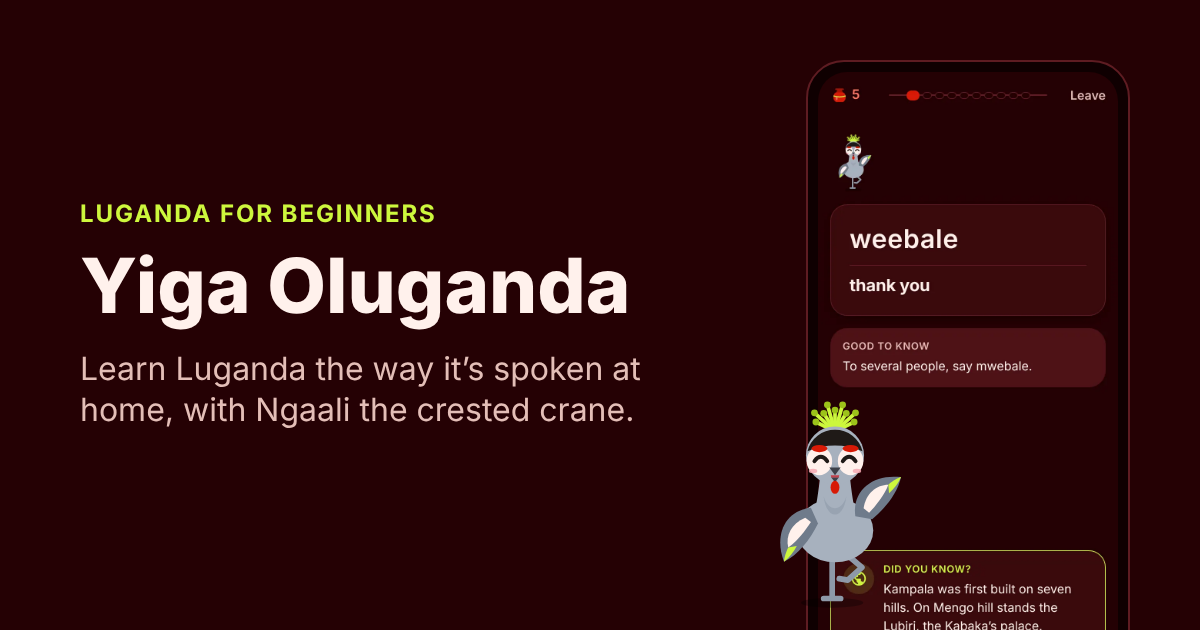 LUGANDA FOR BEGINNERS
Yiga Oluganda
Learn Luganda the way it’s spoken at
home, with Ngaali the crested crane.
5
Leave
weebale
thank you
GOOD TO KNOW
To several people, say mwebale.
DID YOU KNOW?
Kampala was first built on seven
hills. On Mengo hill stands the
Lubiri, the Kabaka’s palace.